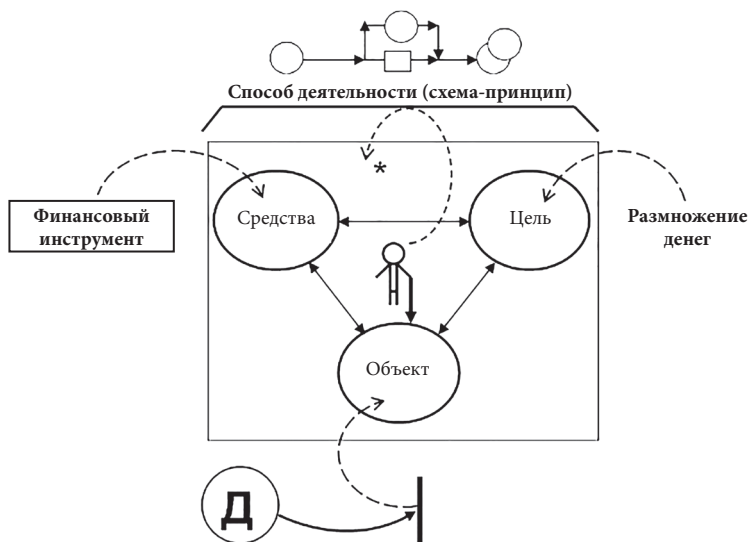 Способ деятельности (схема-принцип)
*
Финансовый
инструмент
Средства
Цель
Размножение
денег
Объект
Д